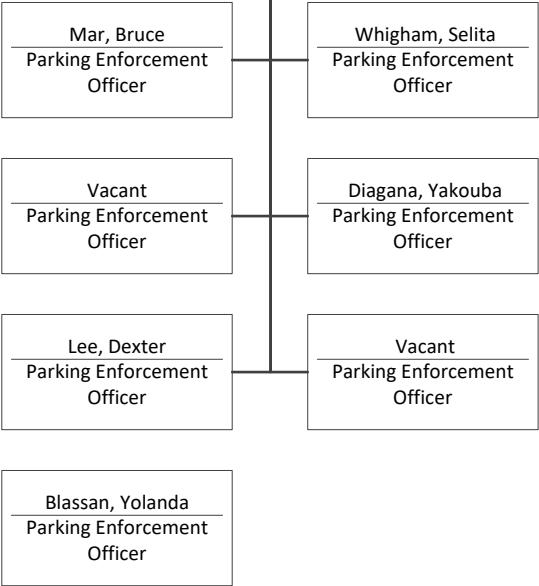 Mar, Bruce
Parking Enforcement
Officer
Whigham, Selita
Parking Enforcement
Officer
Vacant
Parking Enforcement
Officer
Diagana, Yakouba
Parking Enforcement
Officer
Lee, Dexter
Parking Enforcement
Officer
Vacant
Parking Enforcement
Officer
Blassan, Yolanda
Parking Enforcement
Officer